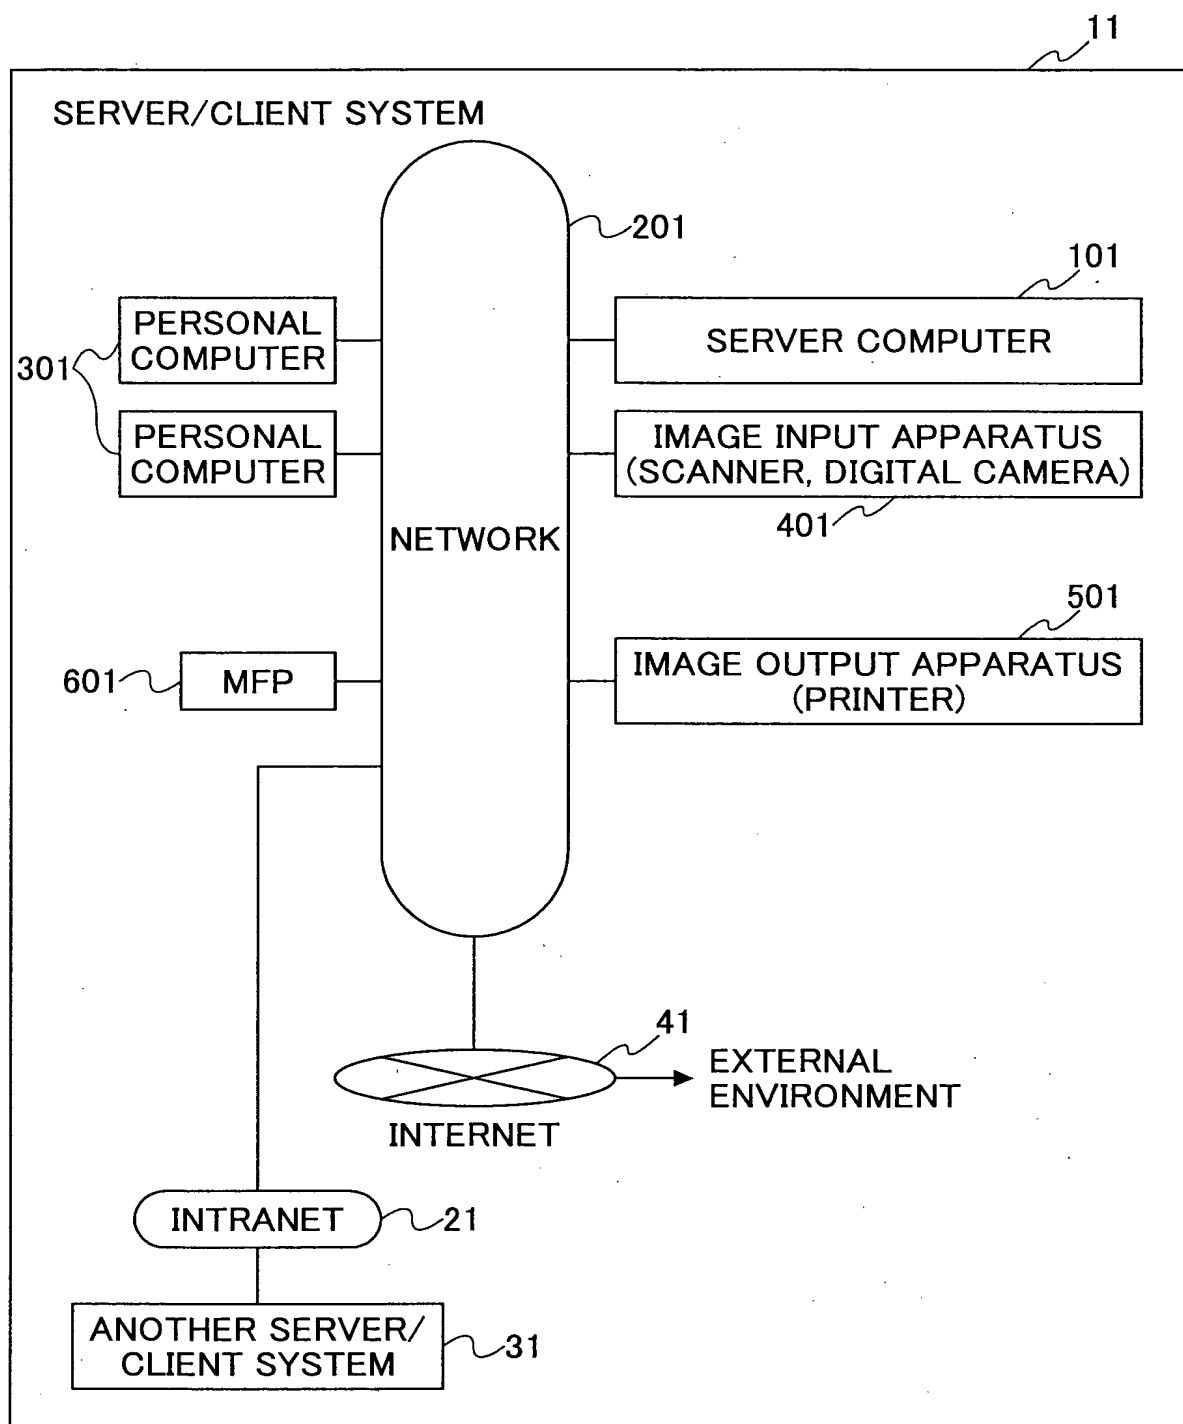 11
SERVER/CLIENT SYSTEM
201
101
PERSONAL
COMPUTER
SERVER COMPUTER
301
PERSONAL
COMPUTER
IMAGE INPUT APPARATUS
(SCANNER, DIGITAL CAMERA)
401
NETWORK
501
601
MFP
IMAGE OUTPUT APPARATUS
(PRINTER)
41
EXTERNAL
ENVIRONMENT
INTERNET
INTRANET
21
ANOTHER SERVER/
CLIENT SYSTEM
31